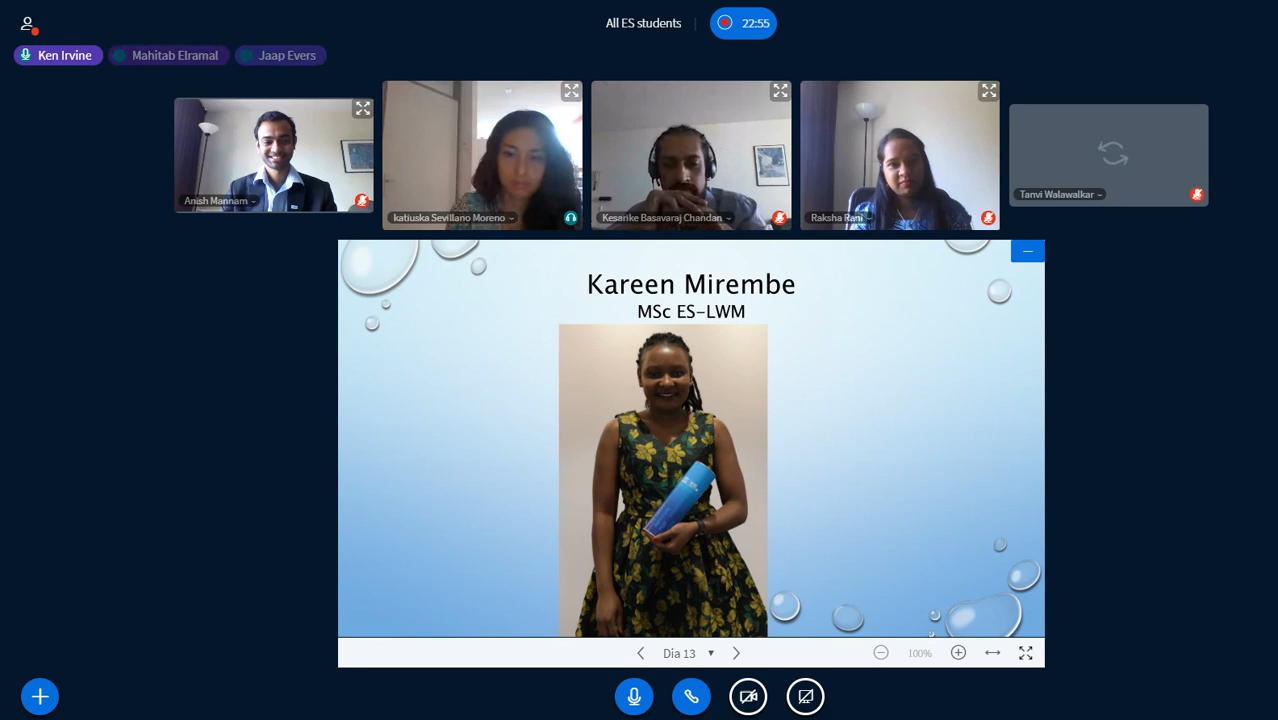 All ES students
22:55
Ken Irvine
Mahitab Elramal
Jaap Evers
Anish Mannam
katiuska Sevillano Moreno
Kesarike Basavaraj Chandan
Raksha Rani
Tanvi Walawalkar
Kareen Mirembe
MSc ES-LWM
Dia 13
100%